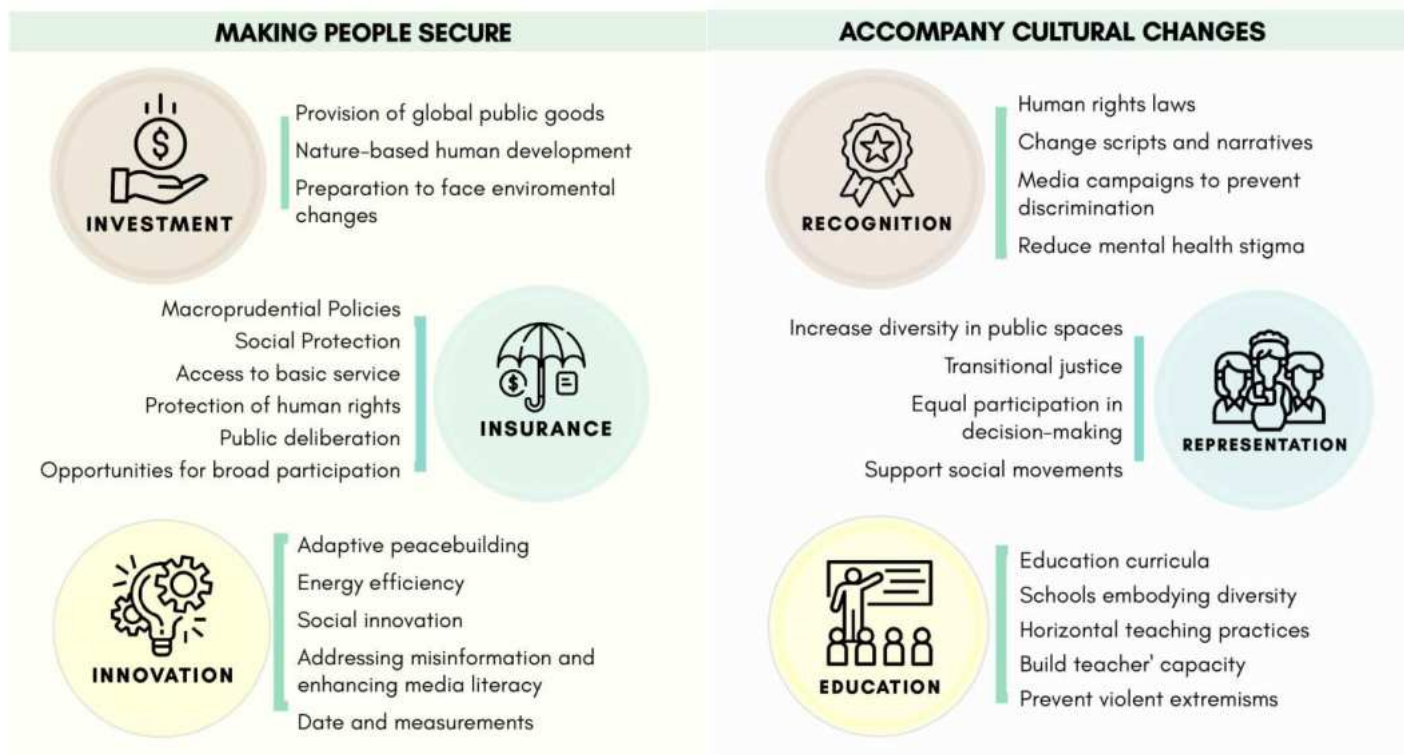 MAKING PEOPLE SECURE
INVESTMENT
Provision of global public goods
Nature-based human development
Preparation to face enviromental
changes
Macroprudential Policies
Social Protection
Access to basic service
Protection of human rights
Public deliberation
Opportunities for broad participation
$
INSURANCE
INNOVATION
Adaptive peacebuilding
Energy efficiency
Social innovation
Addressing misinformation and
enhancing media literacy
Date and measurements
ACCOMPANY CULTURAL CHANGES
RECOGNITION
Human rights laws
Change scripts and narratives
Media campaigns to prevent
discrimination
Reduce mental health stigma
Increase diversity in public spaces
Transitional justice
Equal participation in
decision-making
Support social movements
REPRESENTATION
EDUCATION
Education curricula
Schools embodying diversity
Horizontal teaching practices
Build teacher' capacity
Prevent violent extremisms